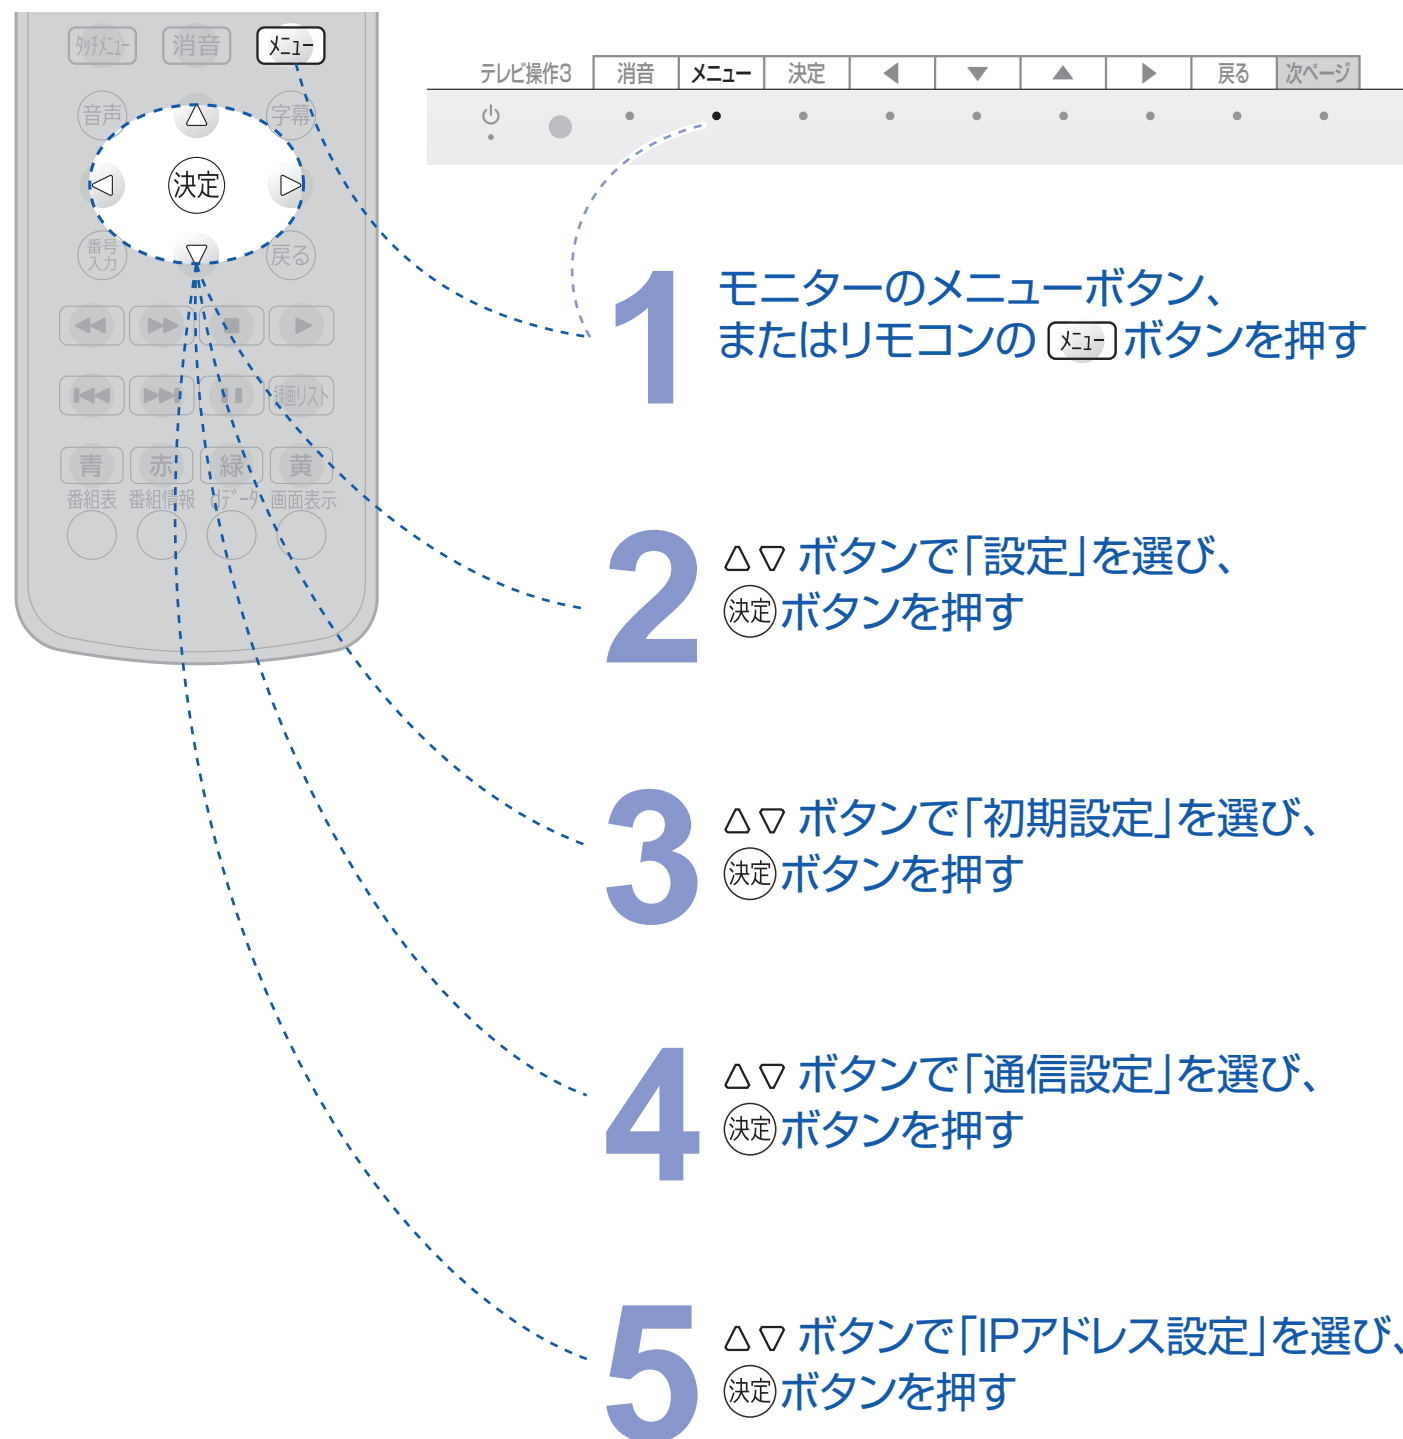 タッチメニュー 消音 メニュー
音声 △ 字幕
◁ 決定 ▷
番号入力 ▽ 戻る
録画リスト
青 赤 緑 黄
番組表 番組情報 dデータ 画面表示
テレビ操作3 消音 メニュー 決定 ◀ ▼ ▲ ▶ 戻る 次ページ
1 モニターのメニューボタン、
またはリモコンの メニュー ボタンを押す
2 △▽ ボタンで「設定」を選び、
決定ボタンを押す
3 △▽ ボタンで「初期設定」を選び、
決定ボタンを押す
4 △▽ ボタンで「通信設定」を選び、
決定ボタンを押す
5 △▽ ボタンで「IPアドレス設定」を選び、
決定ボタンを押す